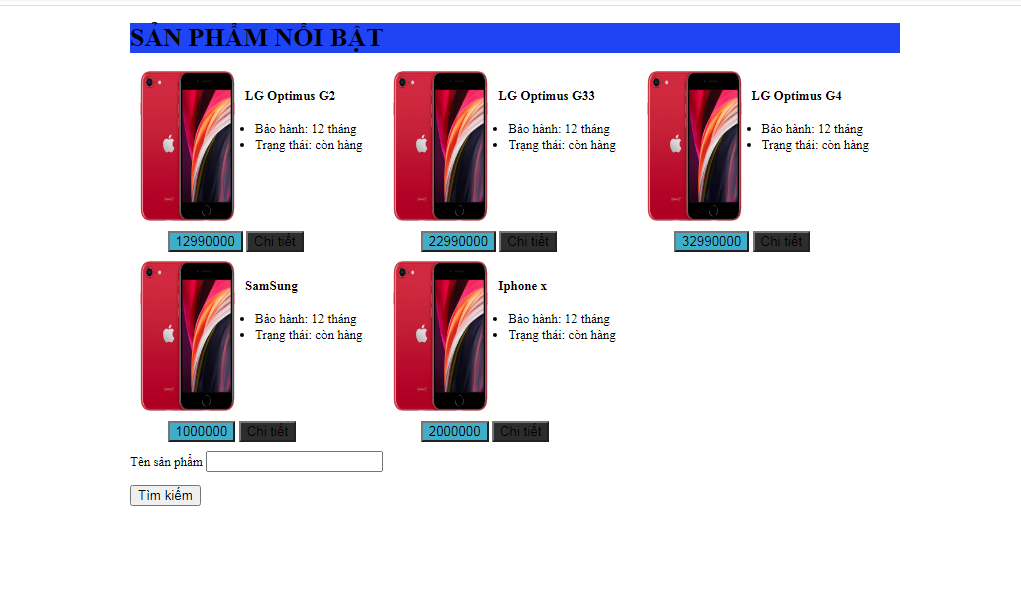 SẢN PHẨM NỔI BẬT
LG Optimus G2
Bảo hành: 12 tháng
Trạng thái: còn hàng
12990000 Chi tiết
LG Optimus G33
Bảo hành: 12 tháng
Trạng thái: còn hàng
22990000 Chi tiết
LG Optimus G4
Bảo hành: 12 tháng
Trạng thái: còn hàng
32990000 Chi tiết
SamSung
Bảo hành: 12 tháng
Trạng thái: còn hàng
1000000 Chi tiết
Iphone x
Bảo hành: 12 tháng
Trạng thái: còn hàng
2000000 Chi tiết
Tên sản phẩm
Tìm kiếm